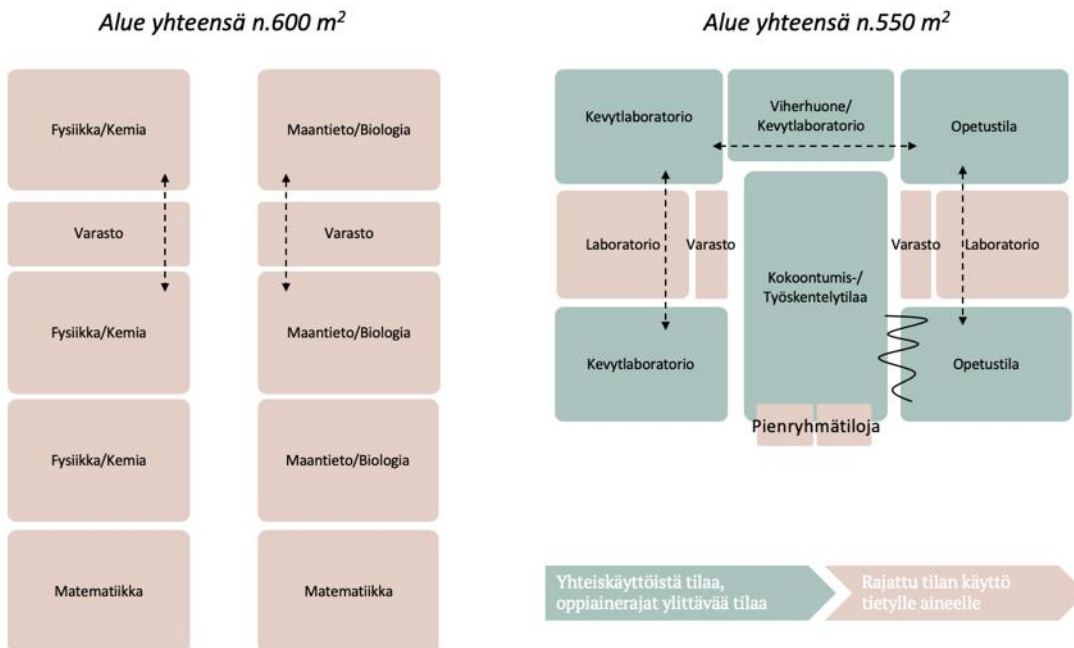 Alue yhteensä n.600 m²
Fysiikka/Kemia
Maantieto/Biologia
Varasto
Varasto
Fysiikka/Kemia
Maantieto/Biologia
Fysiikka/Kemia
Maantieto/Biologia
Matematiikka
Matematiikka
Alue yhteensä n.550 m²
Kevytlaboratorio
Viherhuone/
Kevytlaboratorio
Opetustila
Laboratorio
Varasto
Kokoontumis-/
Työskentelytilaa
Varasto
Laboratorio
Kevytlaboratorio
Opetustila
Pienryhmätiloja
Yhteiskäyttöistä tilaa,
oppiainerajat ylittävää tilaa
Rajattu tilan käyttö
tietylle aineelle